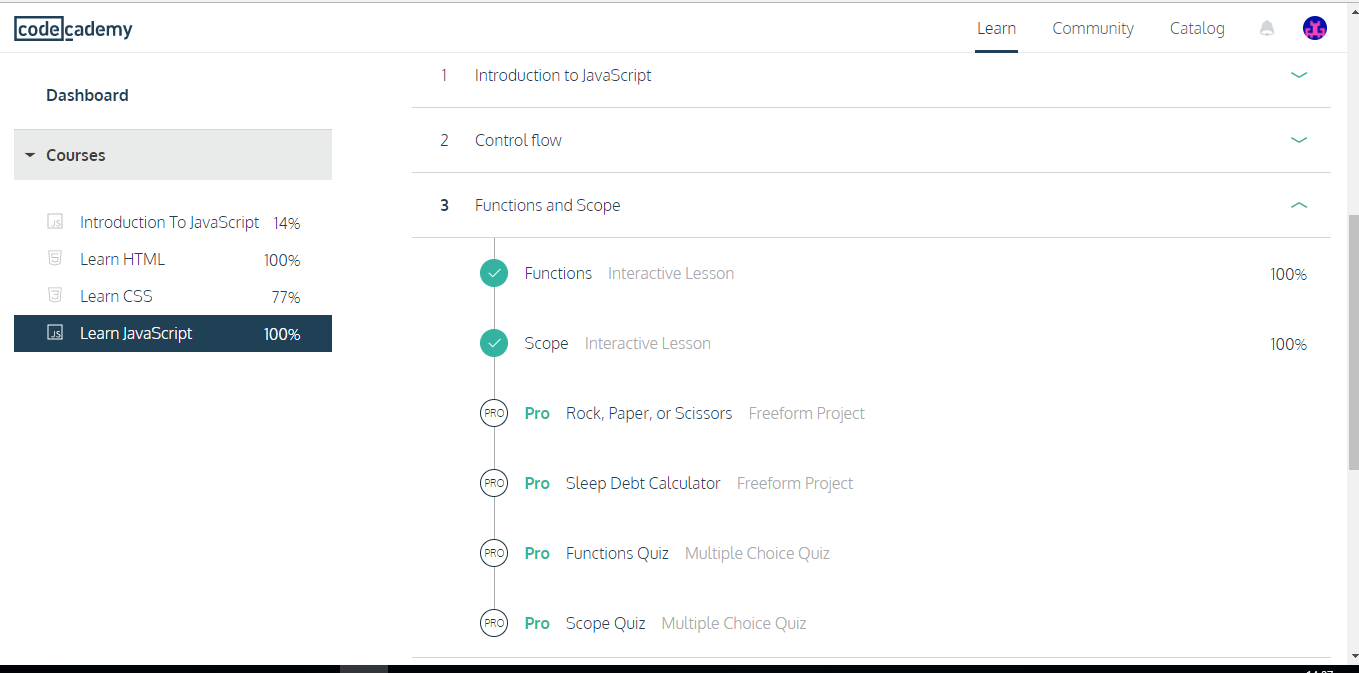 codecademy
Learn Community Catalog
Dashboard
Courses
JS Introduction To JavaScript 14%
Learn HTML 100%
Learn CSS 77%
JS Learn JavaScript 100%
1 Introduction to JavaScript
2 Control flow
3 Functions and Scope
Functions Interactive Lesson 100%
Scope Interactive Lesson 100%
PRO Pro Rock, Paper, or Scissors Freeform Project
PRO Pro Sleep Debt Calculator Freeform Project
PRO Pro Functions Quiz Multiple Choice Quiz
PRO Pro Scope Quiz Multiple Choice Quiz